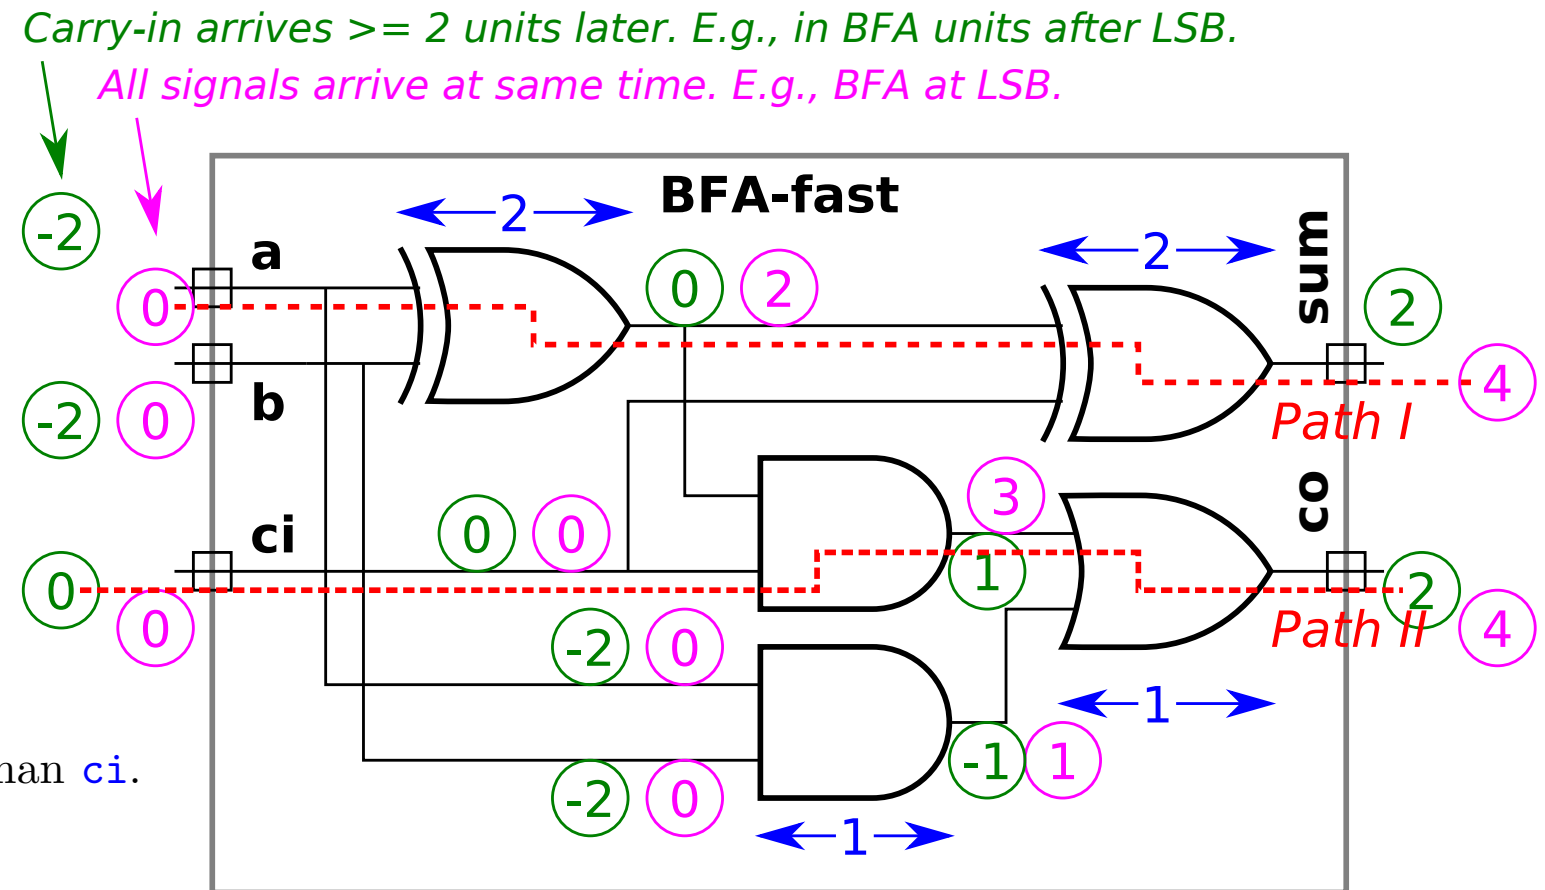 Carry-in arrives >= 2 units later. E.g., in BFA units after LSB.
All signals arrive at same time. E.g., BFA at LSB.
BFA-fast
2
2
sum
-2
a
0
0
2
2
0
b
4
-2
0
Path I
co
3
ci
0
0
1
0
0
2
4
Path II
-2
0
1
-1
1
han ci.
-2
0
1